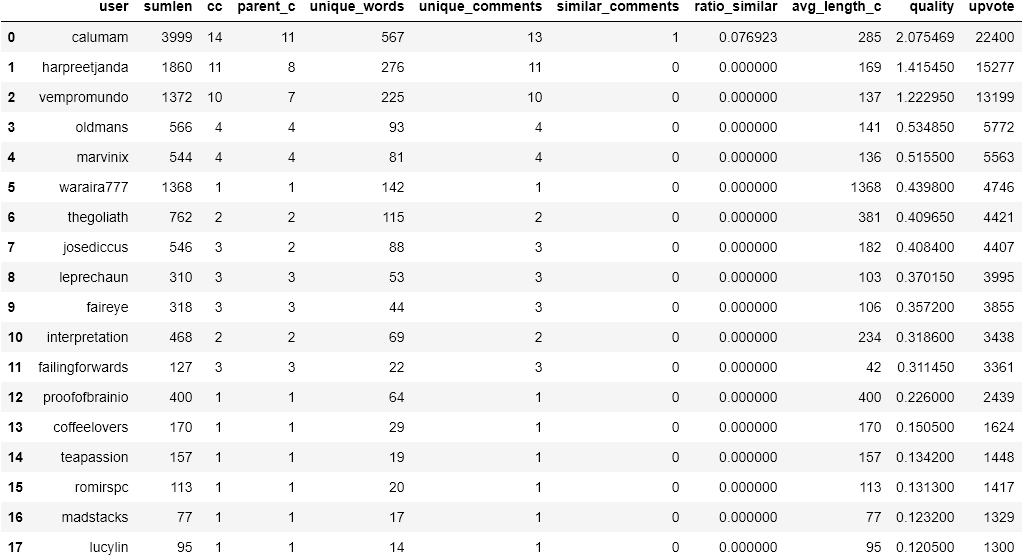 user sumlen cc parent_c unique_words unique_comments similar_comments ratio_similar avg_length_c quality upvote
0 calumam 3999 14 11 567 13 1 0.076923 285 2.075469 22400
1 harpreetjanda 1860 11 8 276 11 0 0.000000 169 1.415450 15277
2 vempromundo 1372 10 7 225 10 0 0.000000 137 1.222950 13199
3 oldmans 566 4 4 93 4 0 0.000000 141 0.534850 5772
4 marvinix 544 4 4 81 4 0 0.000000 136 0.515500 5563
5 waraira777 1368 1 1 142 1 0 0.000000 1368 0.439800 4746
6 thegoliath 762 2 2 115 2 0 0.000000 381 0.409650 4421
7 josediccus 546 3 2 88 3 0 0.000000 182 0.408400 4407
8 leprechaun 310 3 3 53 3 0 0.000000 103 0.370150 3995
9 faireye 318 3 3 44 3 0 0.000000 106 0.357200 3855
10 interpretation 468 2 2 69 2 0 0.000000 234 0.318600 3438
11 failingforwards 127 3 3 22 3 0 0.000000 42 0.311450 3361
12 proofofbrainio 400 1 1 64 1 0 0.000000 400 0.226000 2439
13 coffeelovers 170 1 1 29 1 0 0.000000 170 0.150500 1624
14 teapassion 157 1 1 19 1 0 0.000000 157 0.134200 1448
15 romirspc 113 1 1 20 1 0 0.000000 113 0.131300 1417
16 madstacks 77 1 1 17 1 0 0.000000 77 0.123200 1329
17 lucylin 95 1 1 14 1 0 0.000000 95 0.120500 1300